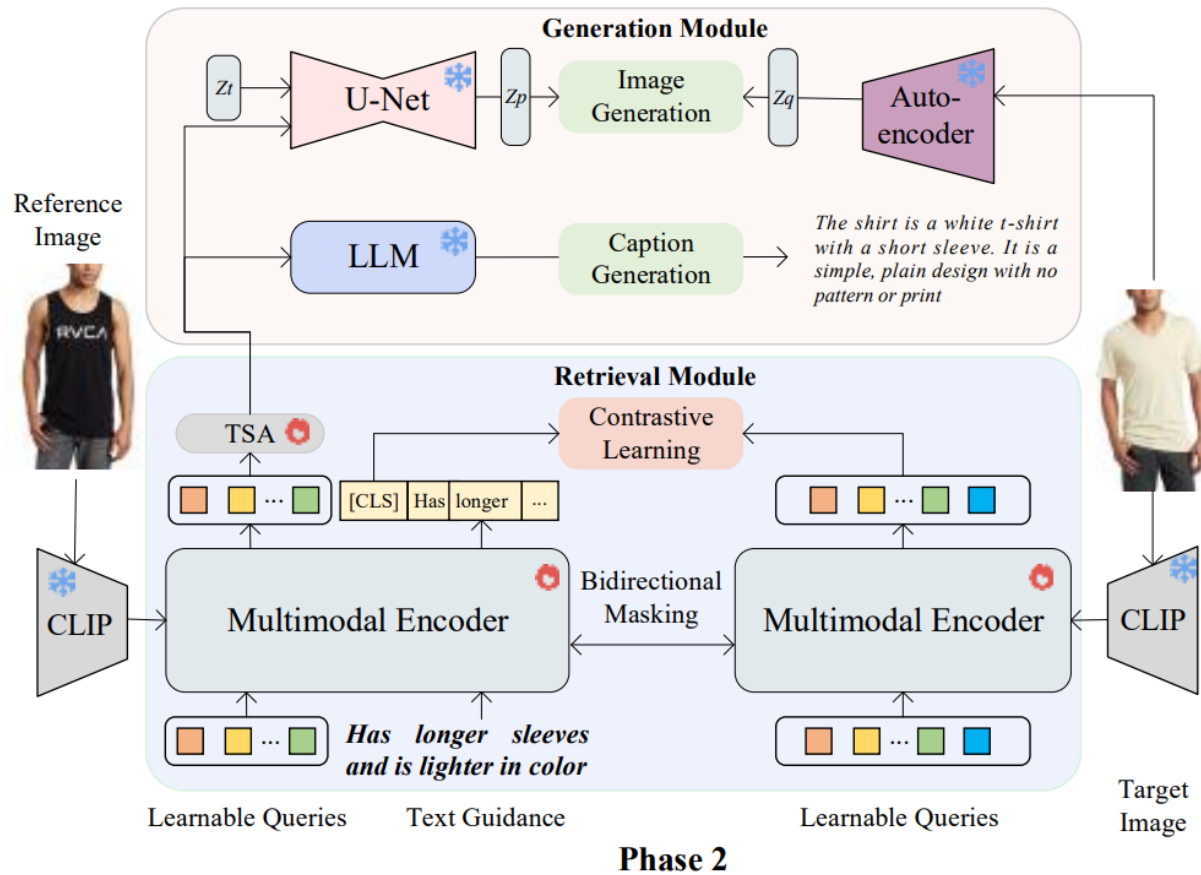 Generation Module
Zt
U-Net
Zp
Image
Generation
Zq
Auto-
encoder
Reference
Image
LLM
Caption
Generation
The shirt is a white t-shirt
with a short sleeve. It is a
simple, plain design with no
pattern or print
RVCA
Retrieval Module
TSA
Contrastive
Learning
...
[CLS] Has longer ...
...
CLIP
Multimodal Encoder
Bidirectional
Masking
Multimodal Encoder
CLIP
...
Has longer sleeves
and is lighter in color
...
Learnable Queries
Text Guidance
Learnable Queries
Target
Image
Phase 2